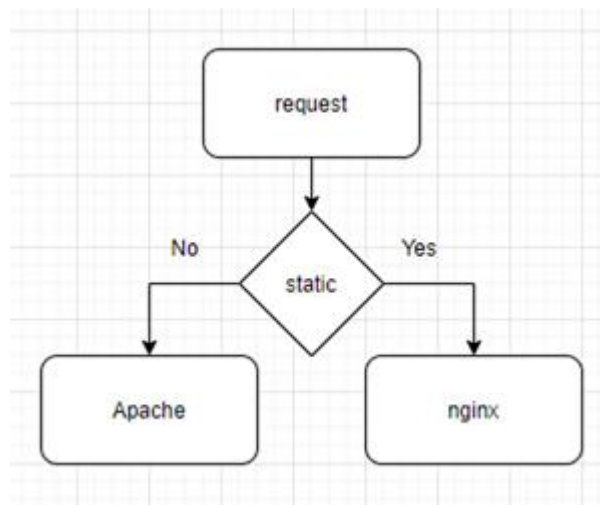 request
No
Yes
static
Apache
nginx